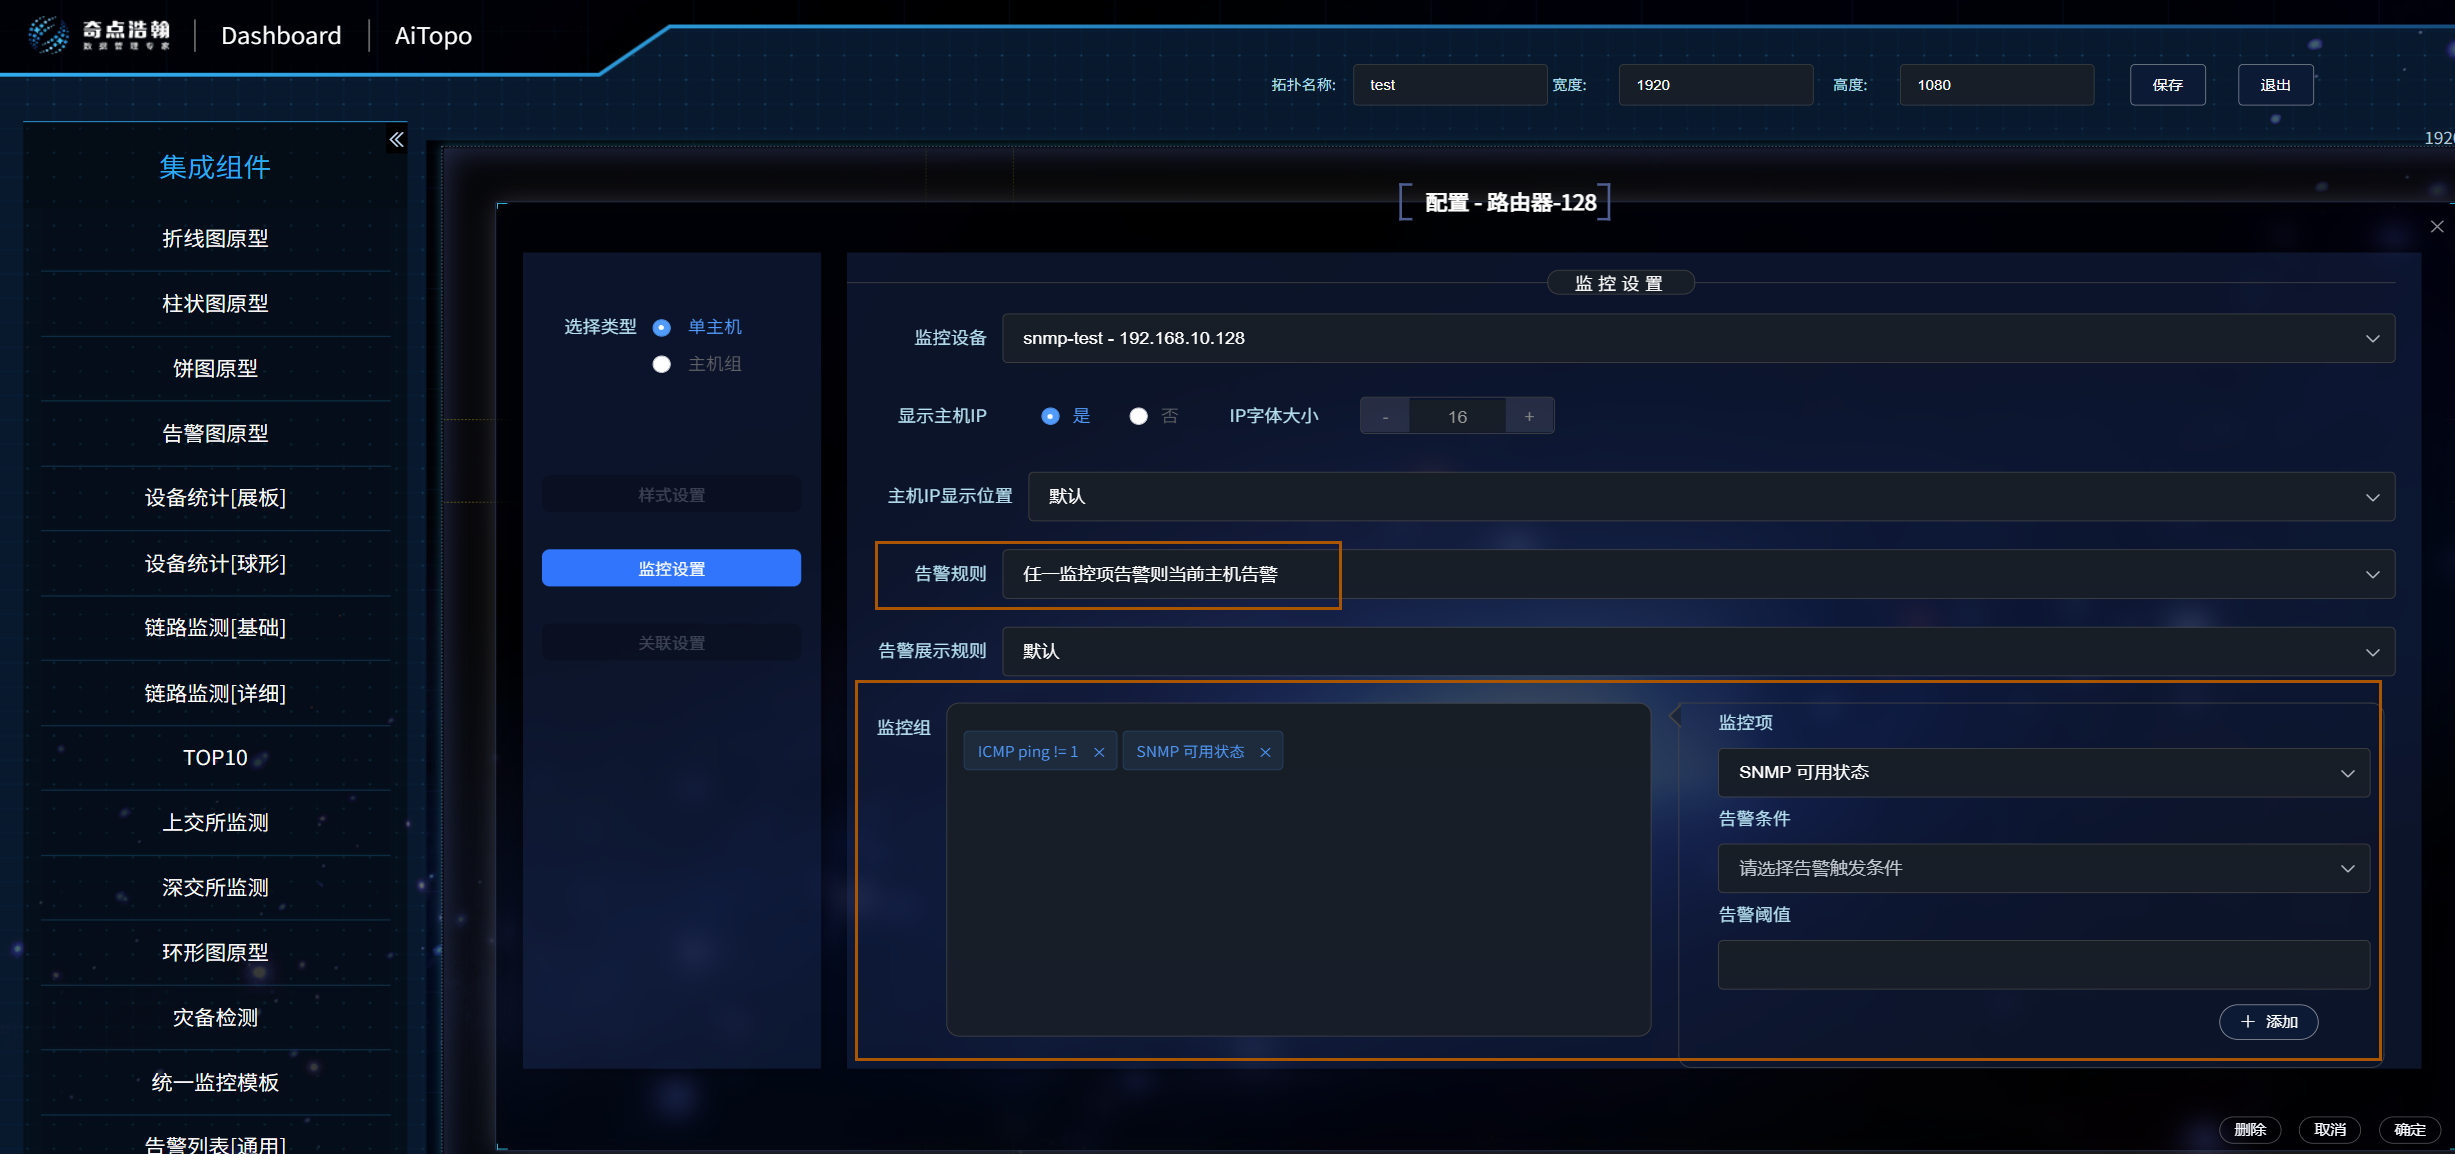 奇点浩瀚
数据管理专家
Dashboard
AiTopo
拓扑名称:
test
宽度:
1920
高度:
1080
保存
退出
集成组件
折线图原型
柱状图原型
饼图原型
告警图原型
设备统计[展板]
设备统计[球形]
链路监测[基础]
链路监测[详细]
TOP10
上交所监测
深交所监测
环形图原型
灾备检测
统一监控模板
告警列表[通用]
配置 - 路由器-128
选择类型
单主机
主机组
样式设置
监控设置
关联设置
监控设置
监控设备
snmp-test - 192.168.10.128
显示主机IP
是
否
IP字体大小
-
16
+
主机IP显示位置
默认
告警规则
任一监控项告警则当前主机告警
告警展示规则
默认
监控组
ICMP ping != 1
SNMP 可用状态
监控项
SNMP 可用状态
告警条件
请选择告警触发条件
告警阈值
+ 添加
删除
取消
确定